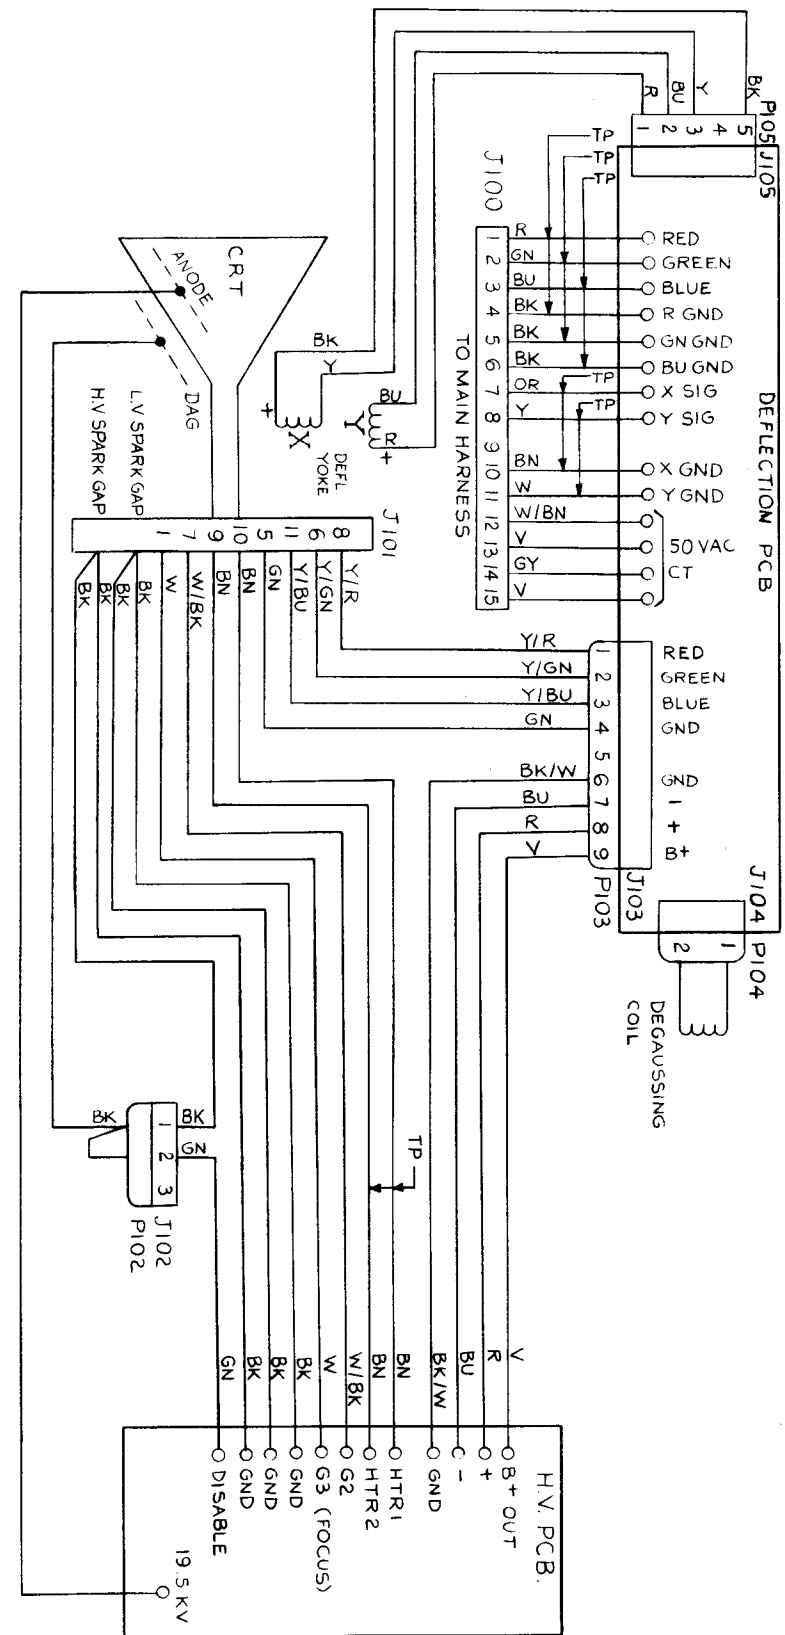 BK
Y
BU
R
P105
J105
1 2 3 4 5
TP
TP
TP
J100
TO MAIN HARNESS
1 R RED
2 GN GREEN
3 BU BLUE
4 BK R GND
5 BK GN GND
6 BK BU GND
7 OR TP X SIG
8 Y TP Y SIG
9
10 BN X GND
11 W Y GND
12 W/BN
13 V 50 VAC
14 GY CT
15 V
DEFLECTION PCB
CRT
ANODE
DAG
BK
Y
+
X
BU
Y
R
+
DEFL
YOKE
H.V SPARK GAP
L.V SPARK GAP
J101
1 7 9 10 5 11 6 8
BK
BK
BK
BK
W
W/BK
BN
BN
GN
Y/BU
Y/GN
Y/R
Y/R 1 RED
Y/GN 2 GREEN
Y/BU 3 BLUE
GN 4 GND
5
BK/W 6 GND
BU 7 -
R 8 +
V 9 B+
P103
J103
J104
P104
2 1
DEGAUSSING
COIL
BK
1 BK
2 GN
3
J102
P102
TP
GN
BK
BK
BK
W
W/BK
BN
BN
BK/W
BU
R
V
DISABLE
GND
GND
GND
G3 (FOCUS)
G2
HTR2
HTR1
GND
-
+
B+ OUT
H.V. PCB.
19.5 KV